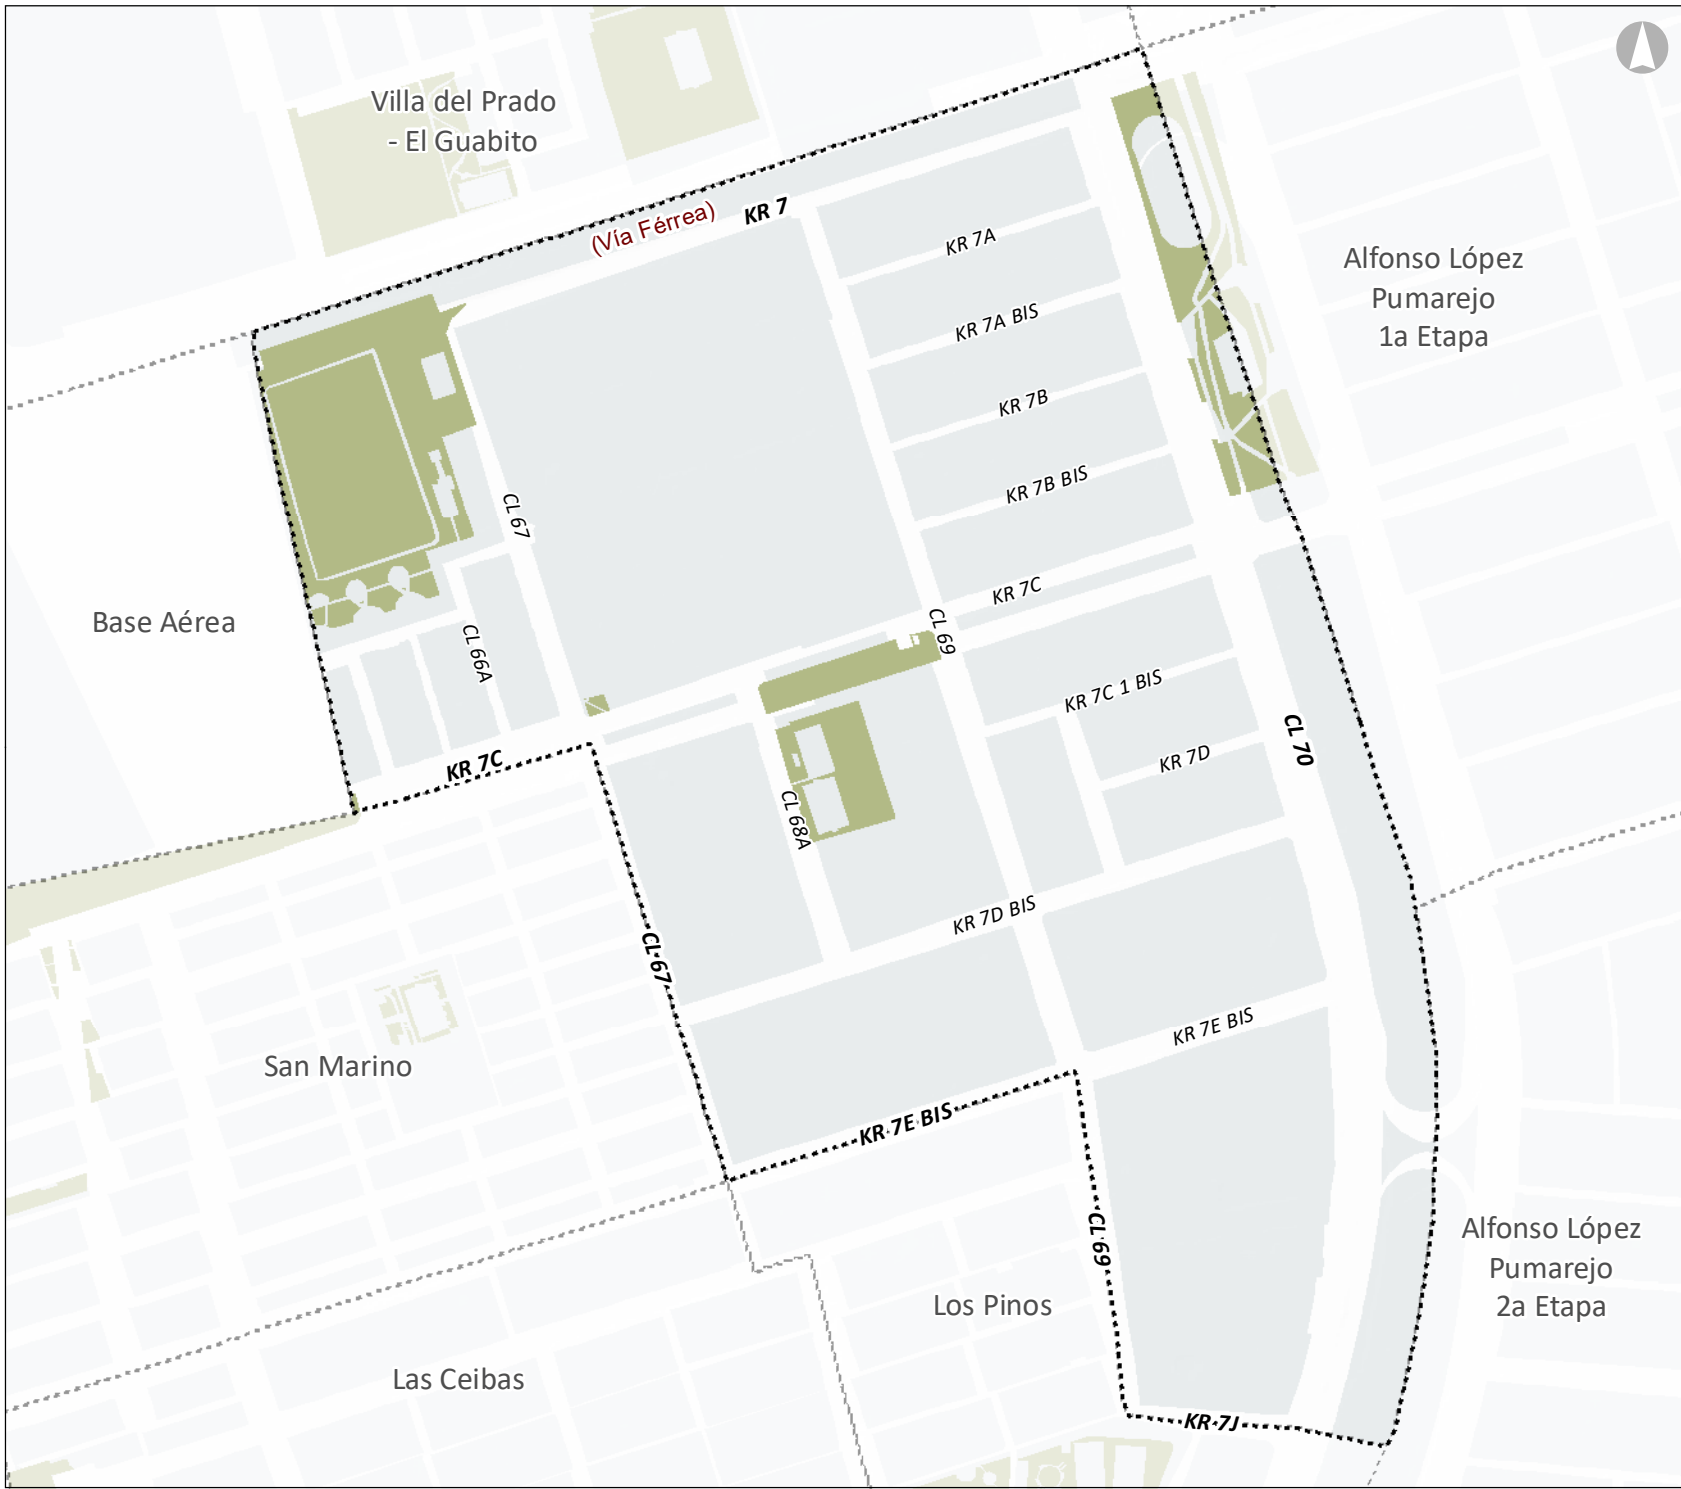 Villa del Prado
- El Guabito
(Vía Férrea)
KR 7
KR 7A
Alfonso López
Pumarejo
1a Etapa
KR 7A BIS
KR 7B
KR 7B BIS
CL 67
KR 7C
Base Aérea
CL 69
CL 66A
KR 7C 1 BIS
CL 70
KR 7D
KR 7C
CL 68A
KR 7D BIS
CL 67
KR 7E BIS
San Marino
KR 7E BIS
CL 69
Alfonso López
Pumarejo
2a Etapa
Los Pinos
Las Ceibas
KR 7J